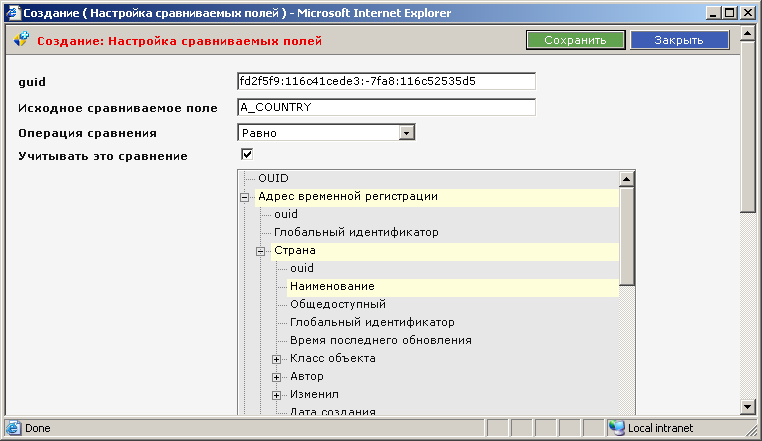 Создание ( Настройка сравниваемых полей ) - Microsoft Internet Explorer
Создание: Настройка сравниваемых полей
Сохранить
Закрыть
guid
fd2f5f9:116c41cede3:-7fa8:116c52535d5
Исходное сравниваемое поле
A_COUNTRY
Операция сравнения
Равно
Учитывать это сравнение
OUID
Адрес временной регистрации
ouid
Глобальный идентификатор
Страна
ouid
Наименование
Общедоступный
Глобальный идентификатор
Время последнего обновления
Класс объекта
Автор
Изменил
Дата создания
Done
Local intranet